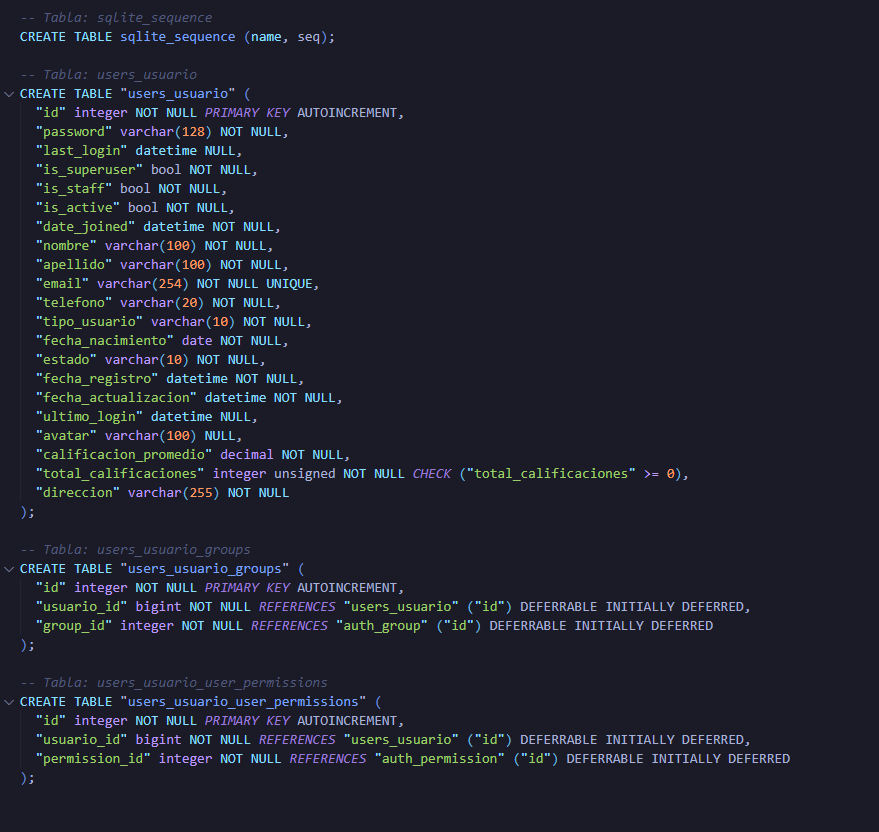 -- Tabla: sqlite_sequence
CREATE TABLE sqlite_sequence (name, seq);
-- Tabla: users_usuario
CREATE TABLE "users_usuario" (
"id" integer NOT NULL PRIMARY KEY AUTOINCREMENT,
"password" varchar(128) NOT NULL,
"last_login" datetime NULL,
"is_superuser" bool NOT NULL,
"is_staff" bool NOT NULL,
"is_active" bool NOT NULL,
"date_joined" datetime NOT NULL,
"nombre" varchar(100) NOT NULL,
"apellido" varchar(100) NOT NULL,
"email" varchar(254) NOT NULL UNIQUE,
"telefono" varchar(20) NOT NULL,
"tipo_usuario" varchar(10) NOT NULL,
"fecha_nacimiento" date NOT NULL,
"estado" varchar(10) NOT NULL,
"fecha_registro" datetime NOT NULL,
"fecha_actualizacion" datetime NOT NULL,
"ultimo_login" datetime NULL,
"avatar" varchar(100) NULL,
"calificacion_promedio" decimal NOT NULL,
"total_calificaciones" integer unsigned NOT NULL CHECK ("total_calificaciones" >= 0),
"direccion" varchar(255) NOT NULL
);
-- Tabla: users_usuario_groups
CREATE TABLE "users_usuario_groups" (
"id" integer NOT NULL PRIMARY KEY AUTOINCREMENT,
"usuario_id" bigint NOT NULL REFERENCES "users_usuario" ("id") DEFERRABLE INITIALLY DEFERRED,
"group_id" integer NOT NULL REFERENCES "auth_group" ("id") DEFERRABLE INITIALLY DEFERRED
);
-- Tabla: users_usuario_user_permissions
CREATE TABLE "users_usuario_user_permissions" (
"id" integer NOT NULL PRIMARY KEY AUTOINCREMENT,
"usuario_id" bigint NOT NULL REFERENCES "users_usuario" ("id") DEFERRABLE INITIALLY DEFERRED,
"permission_id" integer NOT NULL REFERENCES "auth_permission" ("id") DEFERRABLE INITIALLY DEFERRED
);